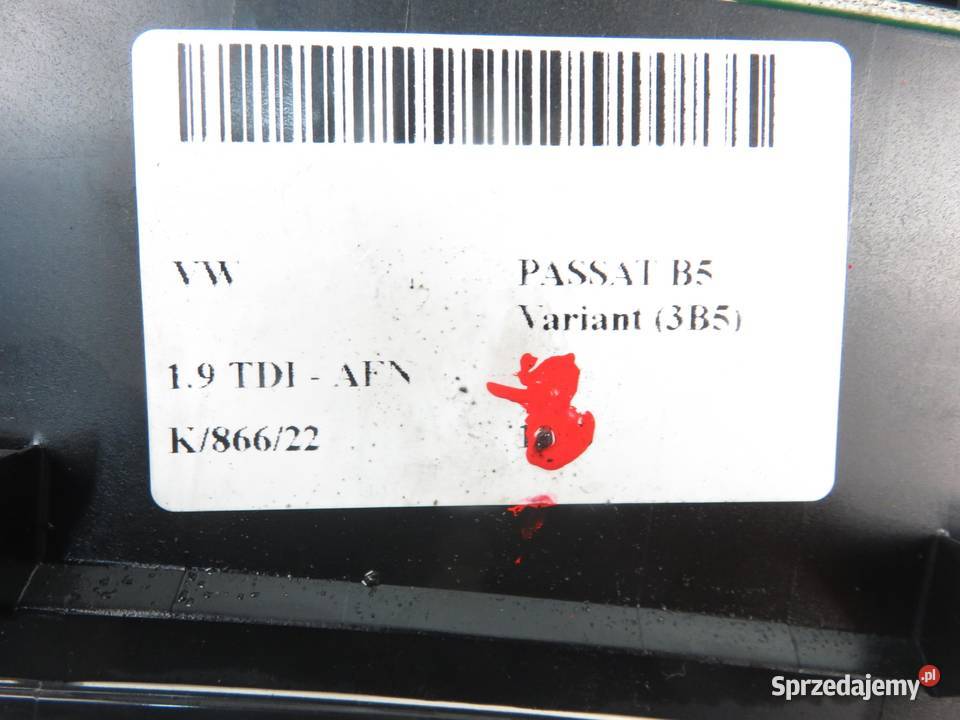 VW
PASSAT B5
Variant (3B5)
1.9 TDI - AFN
K/866/22
Sprzedajemy.pl